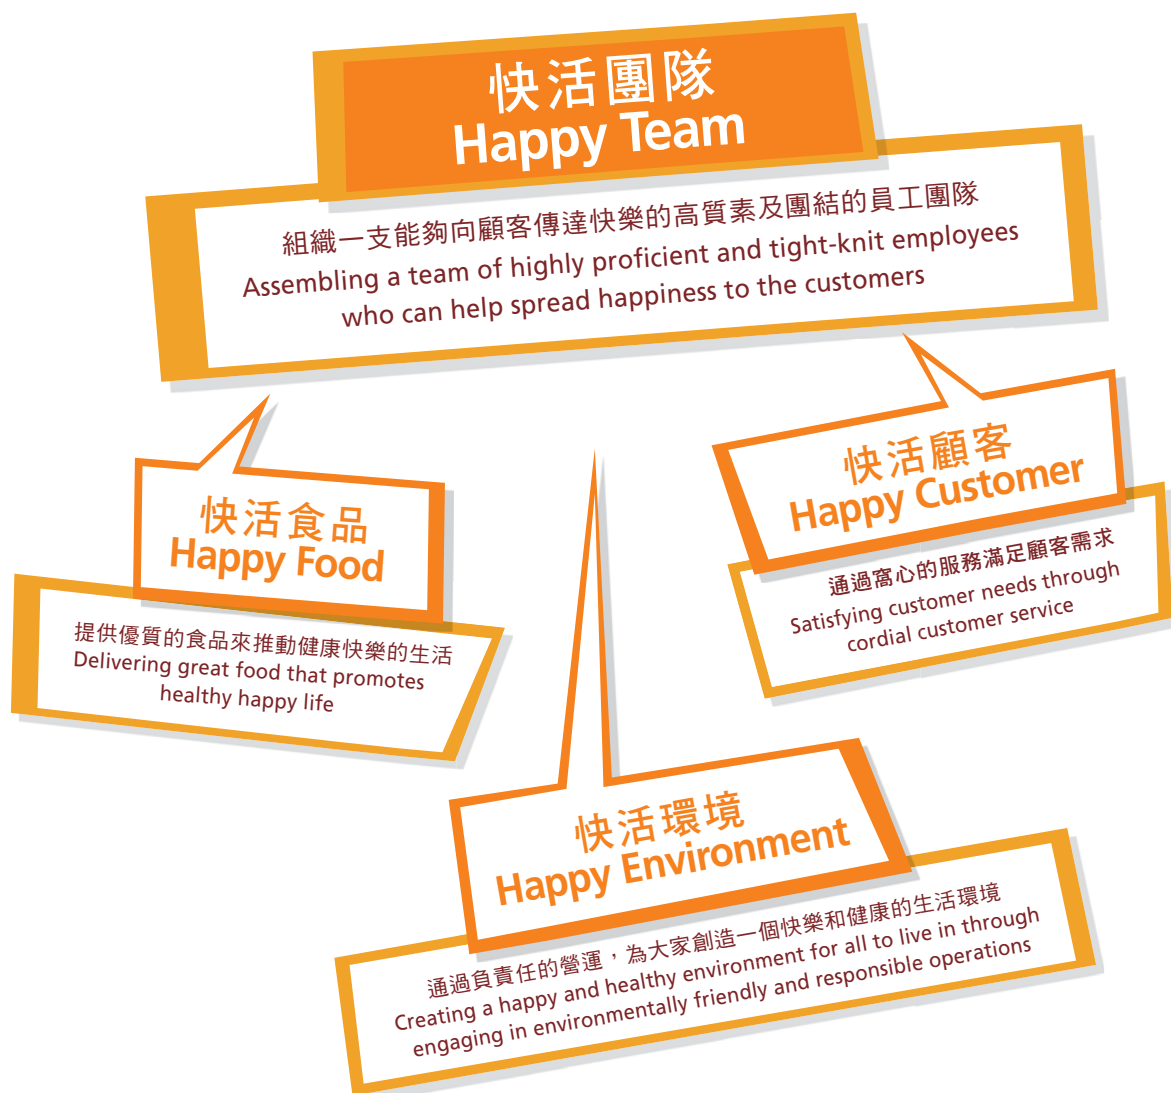 快活團隊
Happy Team
組織一支能夠向顧客傳達快樂的高質素及團結的員工團隊
Assembling a team of highly proficient and tight-knit employees
who can help spread happiness to the customers
快活食品
Happy Food
提供優質的食品來推動健康快樂的生活
Delivering great food that promotes
healthy happy life
快活顧客
Happy Customer
通過窩心的服務滿足顧客需求
Satisfying customer needs through
cordial customer service
快活環境
Happy Environment
通過負責任的營運，為大家創造一個快樂和健康的生活環境
Creating a happy and healthy environment for all to live in through
engaging in environmentally friendly and responsible operations